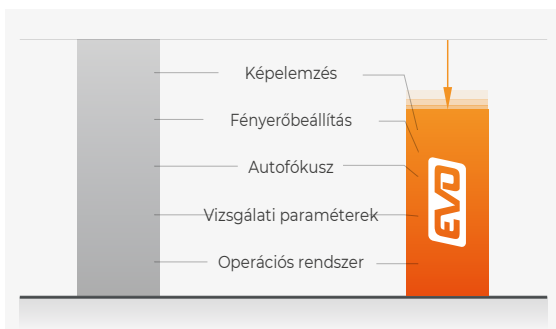 Képelemzés
Fényerőbeállítás
Autofókusz
Vizsgálati paraméterek
Operációs rendszer
EVO